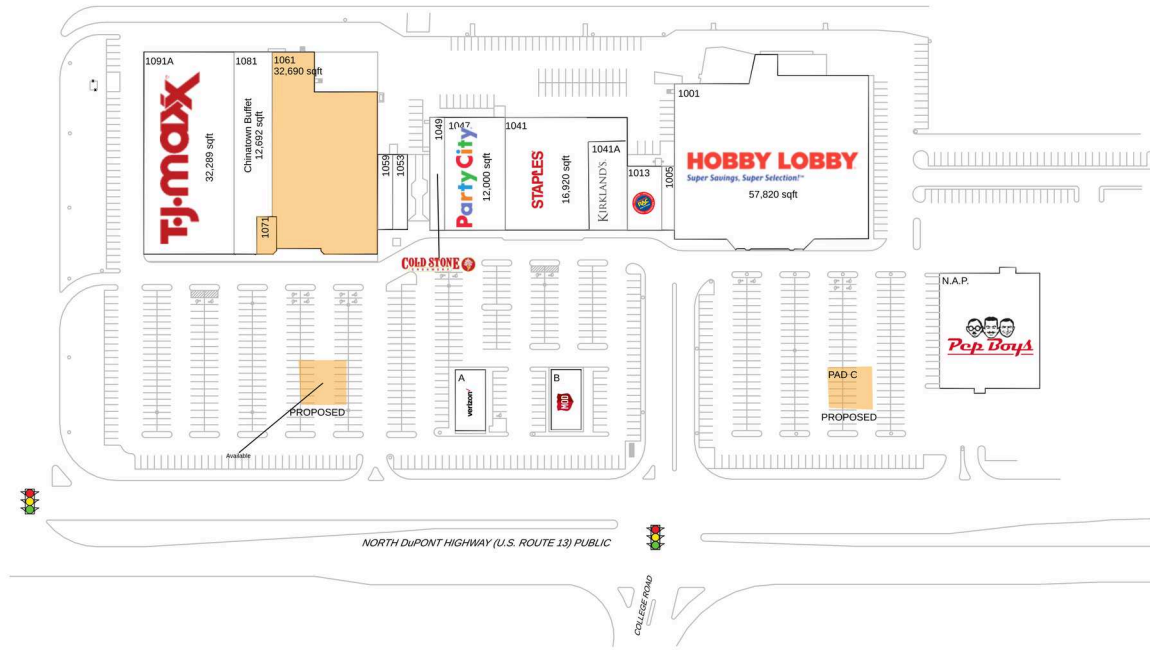 1091A
T·J·maxx
32,289 sqft
1081
Chinatown Buffet
12,692 sqft
1061
32,690 sqft
1071
1059
1053
1049
1047
Party City
12,000 sqft
1041
STAPLES
16,920 sqft
1041A
KIRKLAND'S
1013
1005
1001
HOBBY LOBBY
Super Savings, Super Selection!™
57,820 sqft
COLD STONE
CREAMERY
N.A.P.
Pep Boys
A
verizon
B
MOD
PROPOSED
Available
PAD C
PROPOSED
NORTH DuPONT HIGHWAY (U.S. ROUTE 13) PUBLIC
COLLEGE ROAD